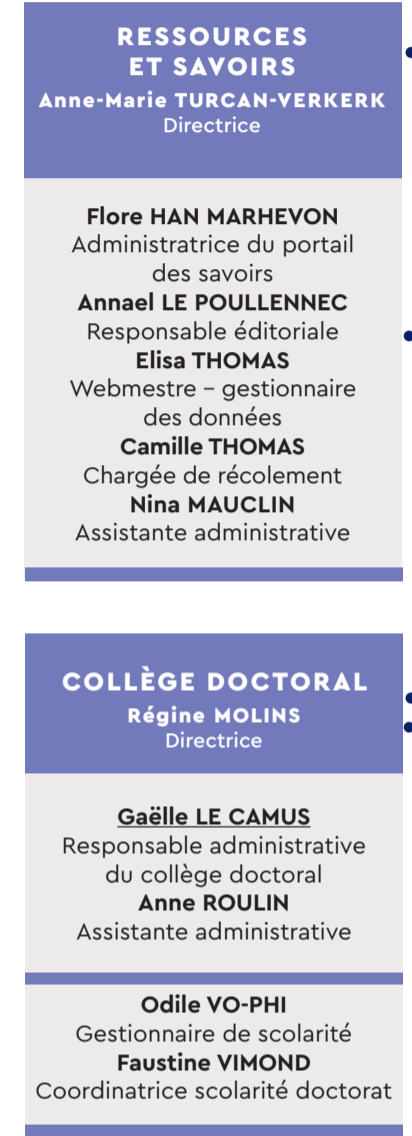 RESSOURCES
ET SAVOIRS
Anne-Marie TURCAN-VERKERK
Directrice
Flore HAN MARHEVON
Administratrice du portail
des savoirs
Annael LE POULLENNEC
Responsable éditoriale
Elisa THOMAS
Webmestre – gestionnaire
des données
Camille THOMAS
Chargée de récolement
Nina MAUCLIN
Assistante administrative
COLLÈGE DOCTORAL
Régine MOLINS
Directrice
Gaëlle LE CAMUS
Responsable administrative
du collège doctoral
Anne ROULIN
Assistante administrative
Odile VO-PHI
Gestionnaire de scolarité
Faustine VIMOND
Coordinatrice scolarité doctorat